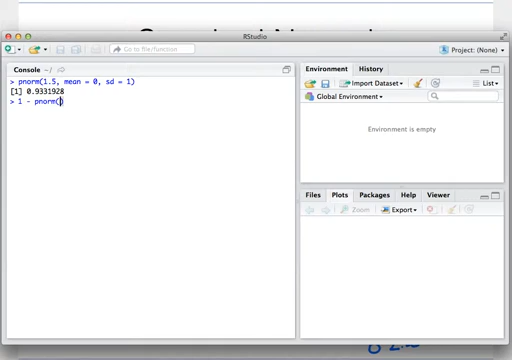 RStudio
Go to file/function
Project: (None)
Console ~/
> pnorm(1.5, mean = 0, sd = 1)
[1] 0.9331928
> 1 - pnorm()
Environment History
Import Dataset
List
Global Environment
Environment is empty
Files Plots Packages Help Viewer
Zoom Export